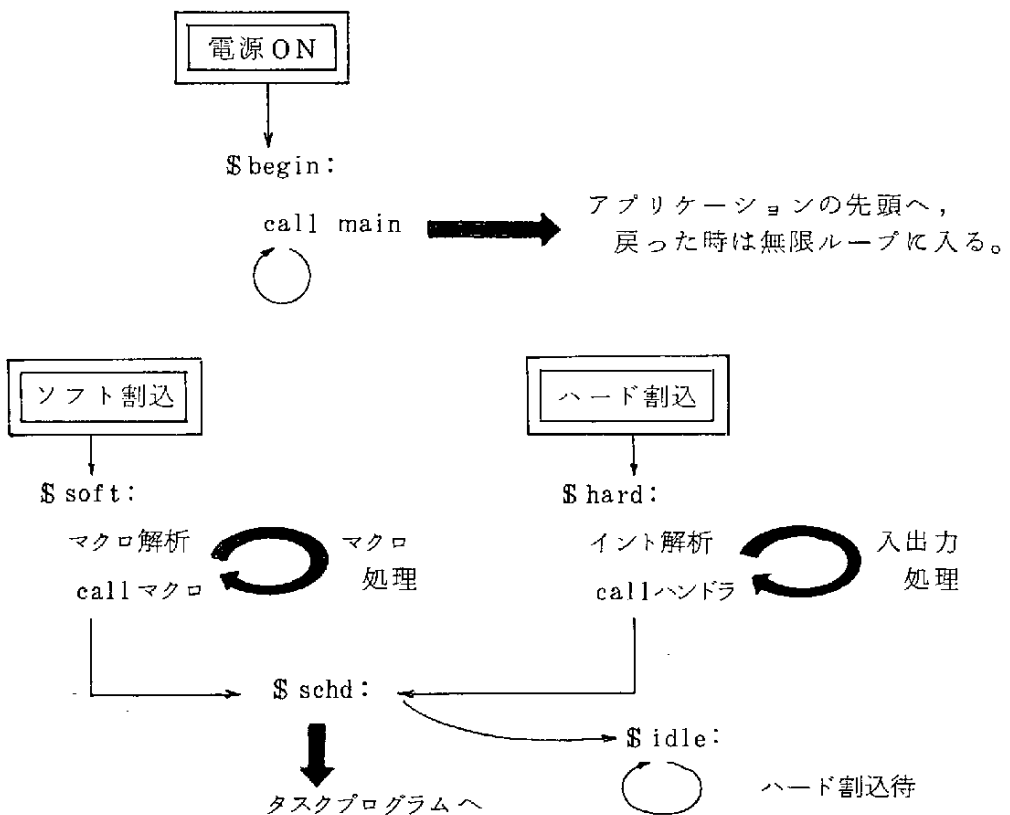 電源ON
$begin:
call main
アプリケーションの先頭へ，
戻った時は無限ループに入る。
ソフト割込
ハード割込
$soft:
マクロ解析
callマクロ
マクロ
処理
$hard:
イント解析
callハンドラ
入出力
処理
$schd:
$idle:
タスクプログラムへ
ハード割込待